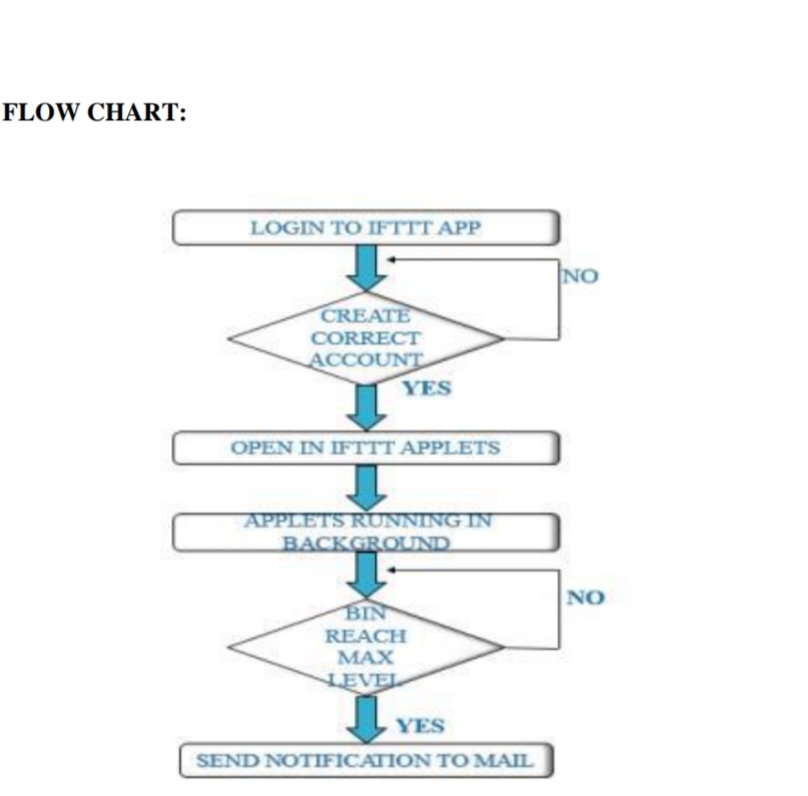 FLOW CHART:
LOGIN TO IFTTT APP
NO
CREATE
CORRECT
ACCOUNT
YES
OPEN IN IFTTT APPLETS
APPLETS RUNNING IN
BACKGROUND
NO
BIN
REACH
MAX
LEVEL
YES
SEND NOTIFICATION TO MAIL